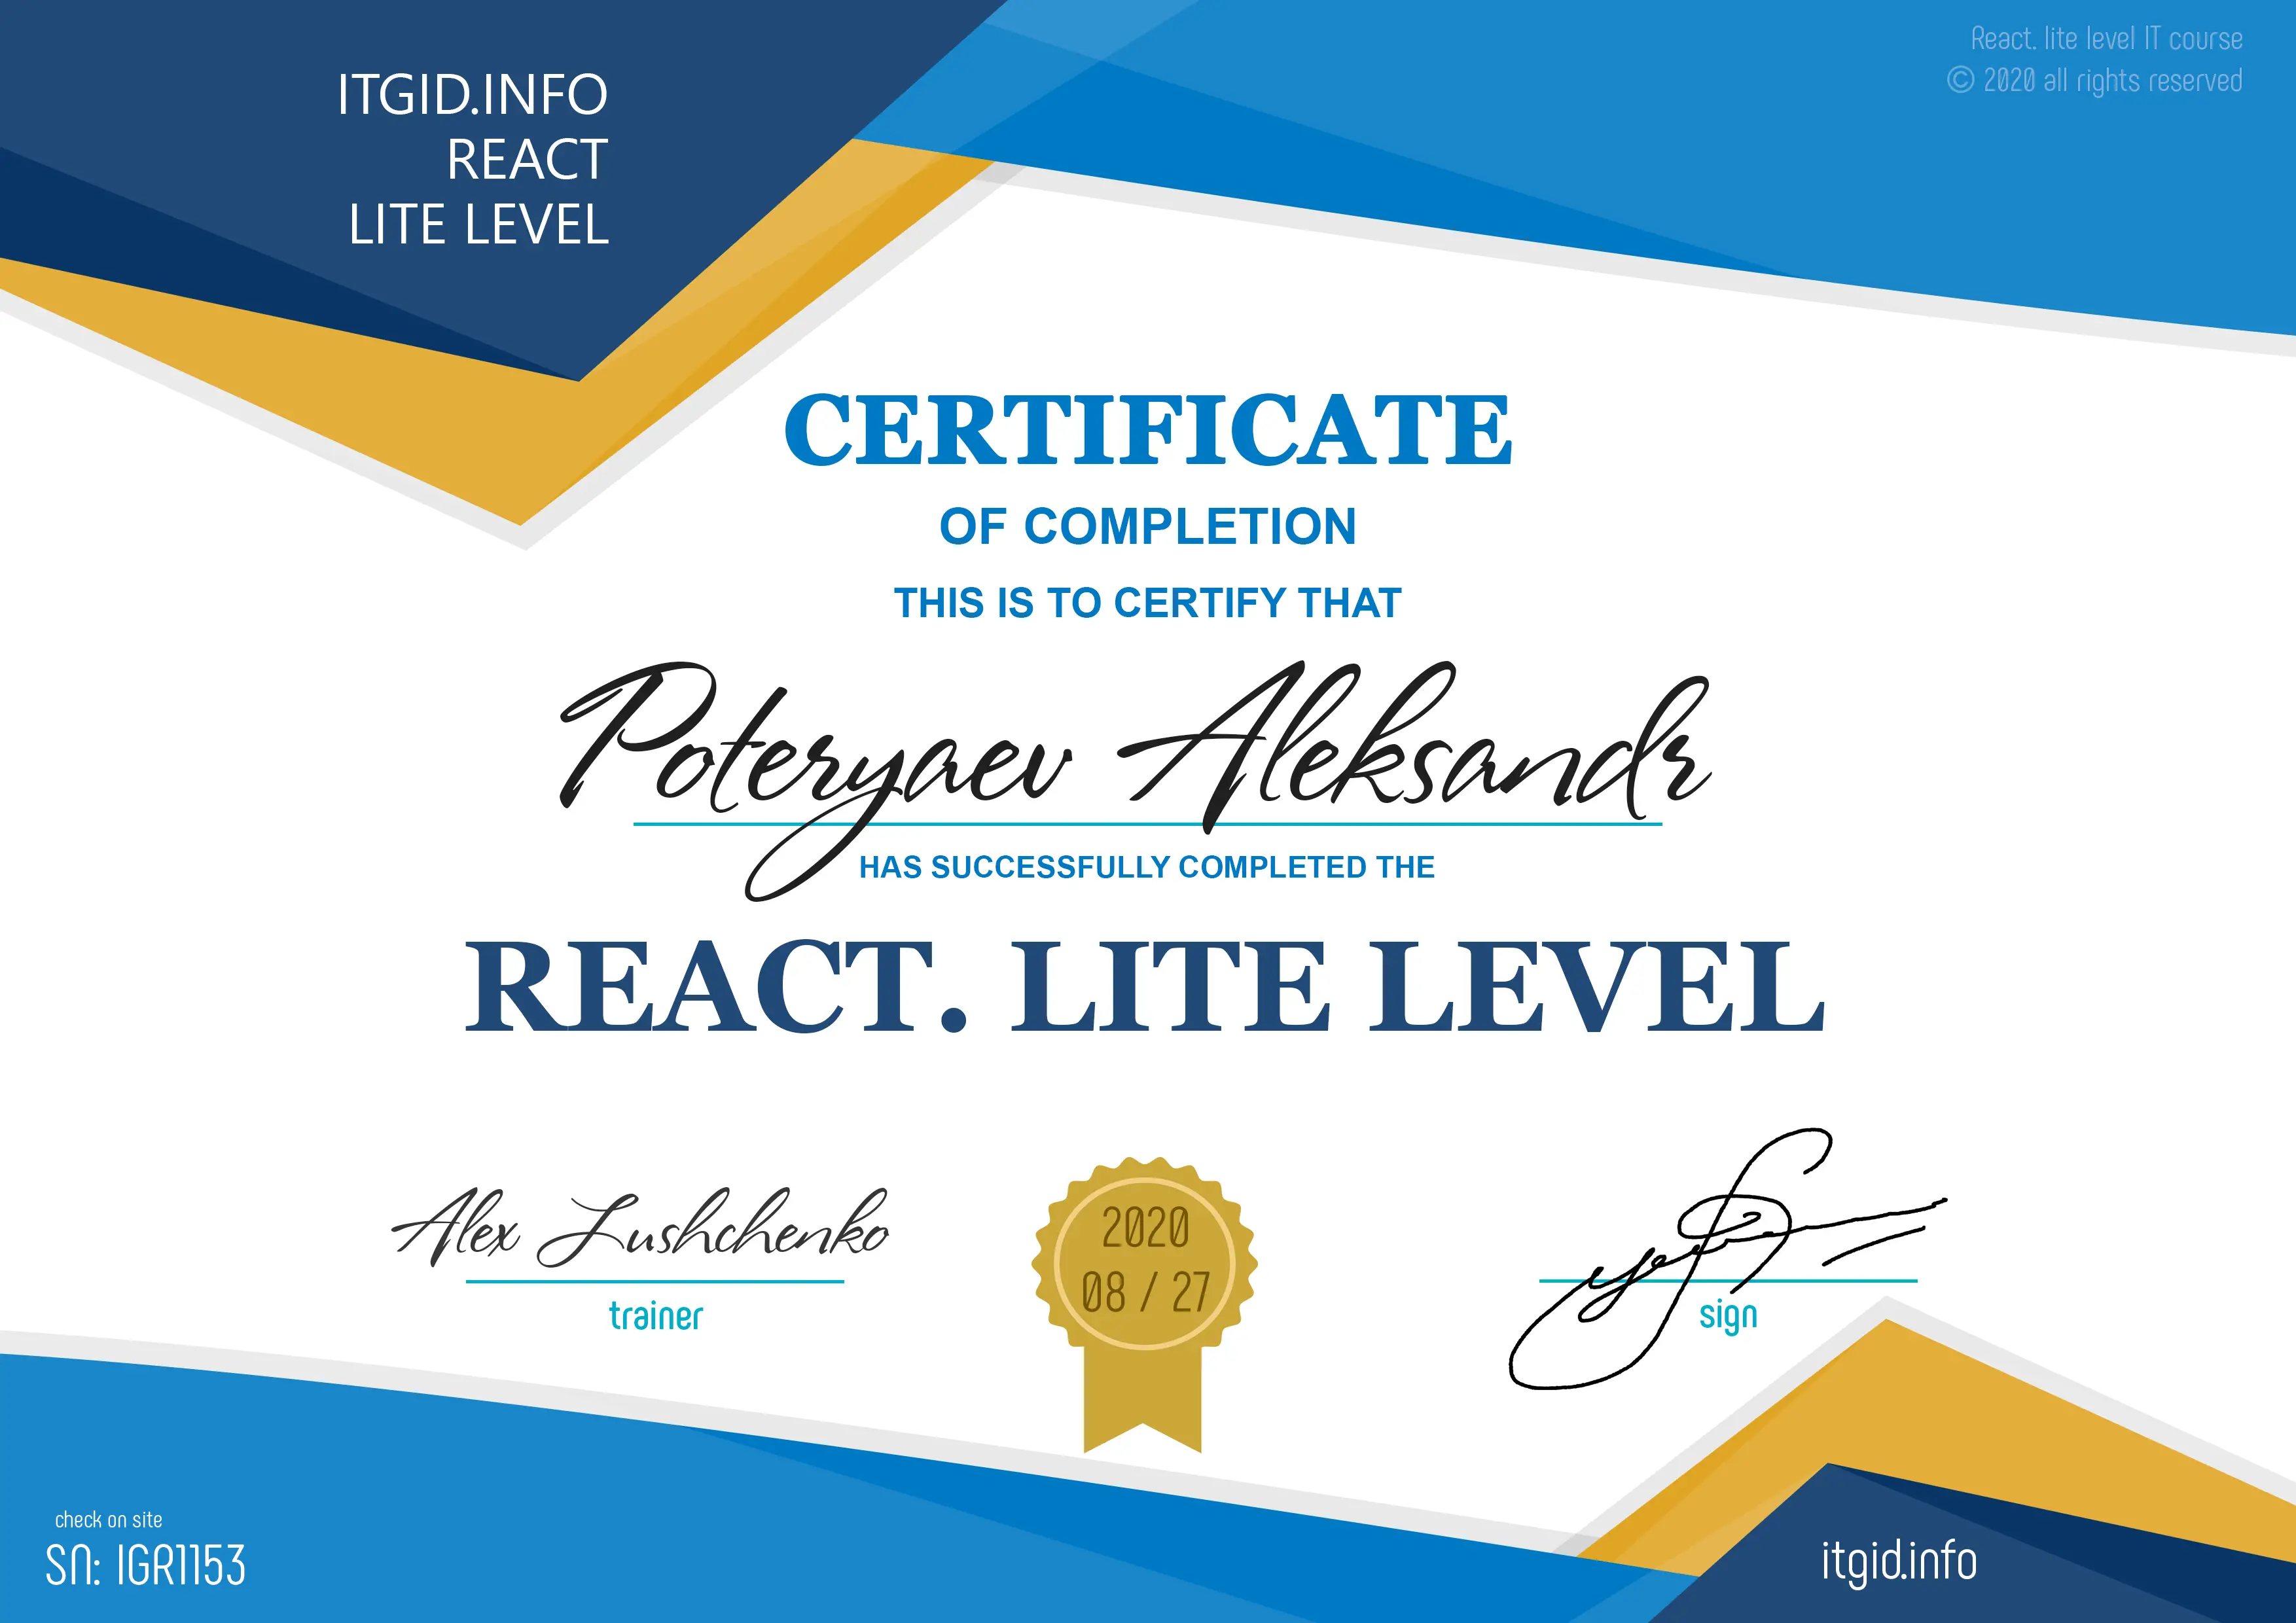 ITGID.INFO
REACT
LITE LEVEL
React. lite level IT course
© 2020 all rights reserved
CERTIFICATE
OF COMPLETION
THIS IS TO CERTIFY THAT
Poteryaev Aleksandr
HAS SUCCESSFULLY COMPLETED THE
REACT. LITE LEVEL
Alex Lushchenko
trainer
2020
08 / 27
sign
check on site
SN: IGR1153
itgid.info